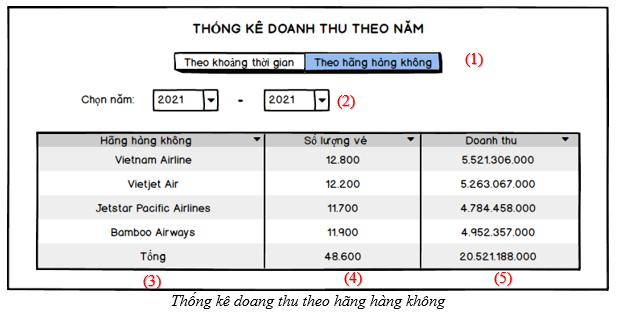 THỐNG KÊ DOANH THU THEO NĂM
Theo khoảng thời gian Theo hãng hàng không (1)
Chọn năm: 2021 - 2021 (2)
Hãng hàng không Số lượng vé Doanh thu
Vietnam Airline 12.800 5.521.306.000
Vietjet Air 12.200 5.263.067.000
Jetstar Pacific Airlines 11.700 4.784.458.000
Bamboo Airways 11.900 4.952.357.000
Tổng 48.600 20.521.188.000
(3) (4) (5)
Thống kê doang thu theo hãng hàng không